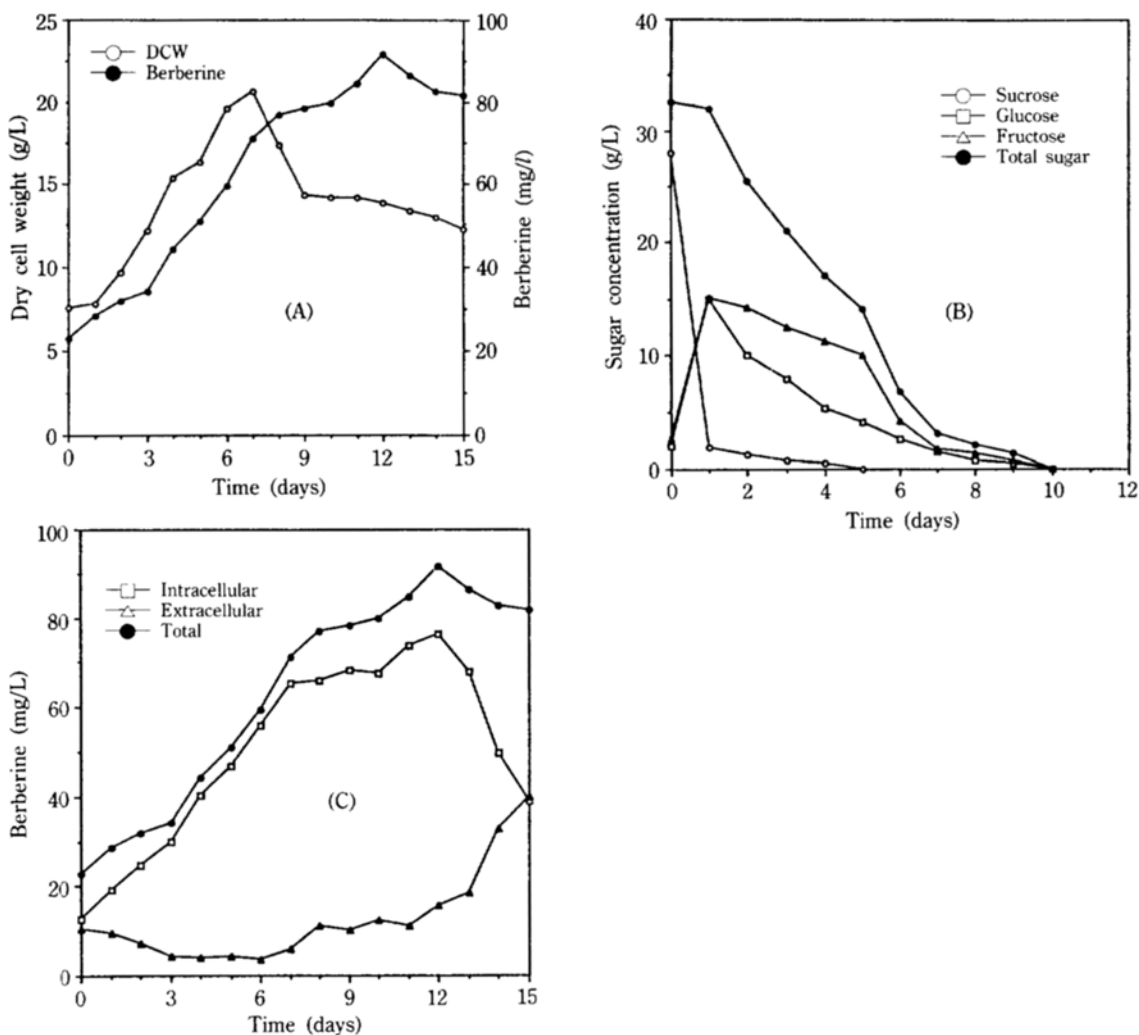 25
20
15
10
5
0
Dry cell weight (g/L)
DCW
Berberine
(A)
100
80
60
40
20
0
Berberine (mg/l)
0 3 6 9 12 15
Time (days)
40
30
20
10
0
Sugar concentration (g/L)
Sucrose
Glucose
Fructose
Total sugar
(B)
0 2 4 6 8 10 12
Time (days)
100
80
60
40
20
0
Berberine (mg/L)
Intracellular
Extracellular
Total
(C)
0 3 6 9 12 15
Time (days)